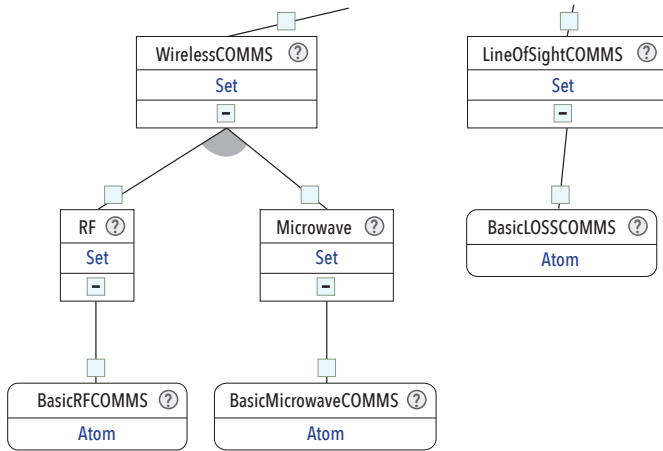 WirelessCOMMS ?
Set
-
LineOfSightCOMMS ?
Set
-
RF ?
Set
-
Microwave ?
Set
-
BasicLOSSCOMMS ?
Atom
BasicRFCOMMS ?
Atom
BasicMicrowaveCOMMS ?
Atom